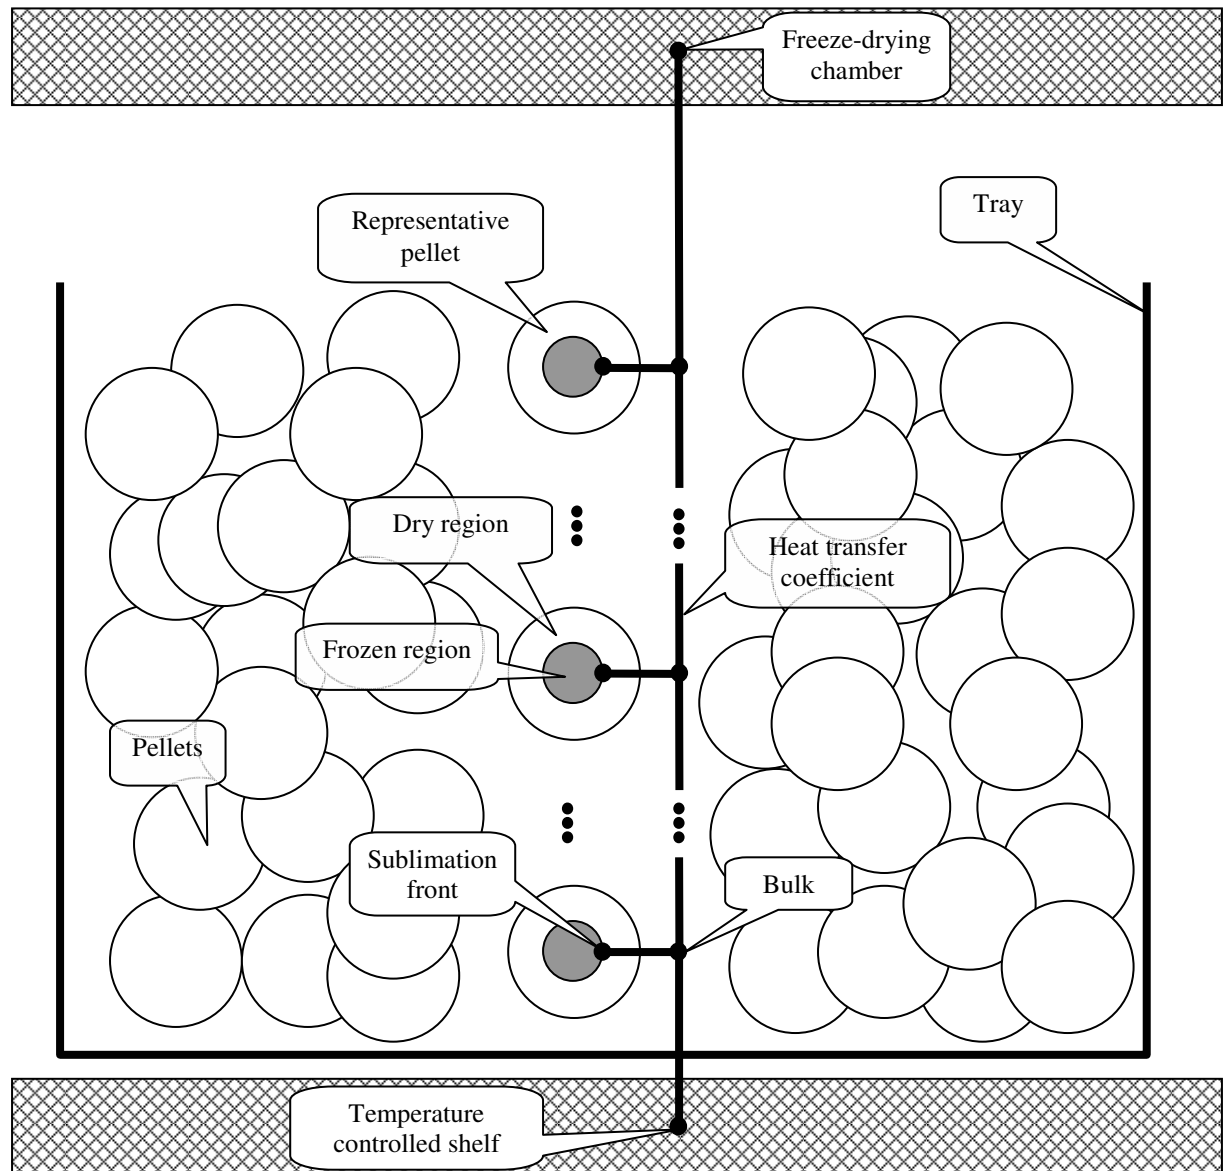 Freeze-drying
chamber
Tray
Representative
pellet
Dry region
Heat transfer
coefficient
Frozen region
Pellets
Sublimation
front
Bulk
Temperature
controlled shelf